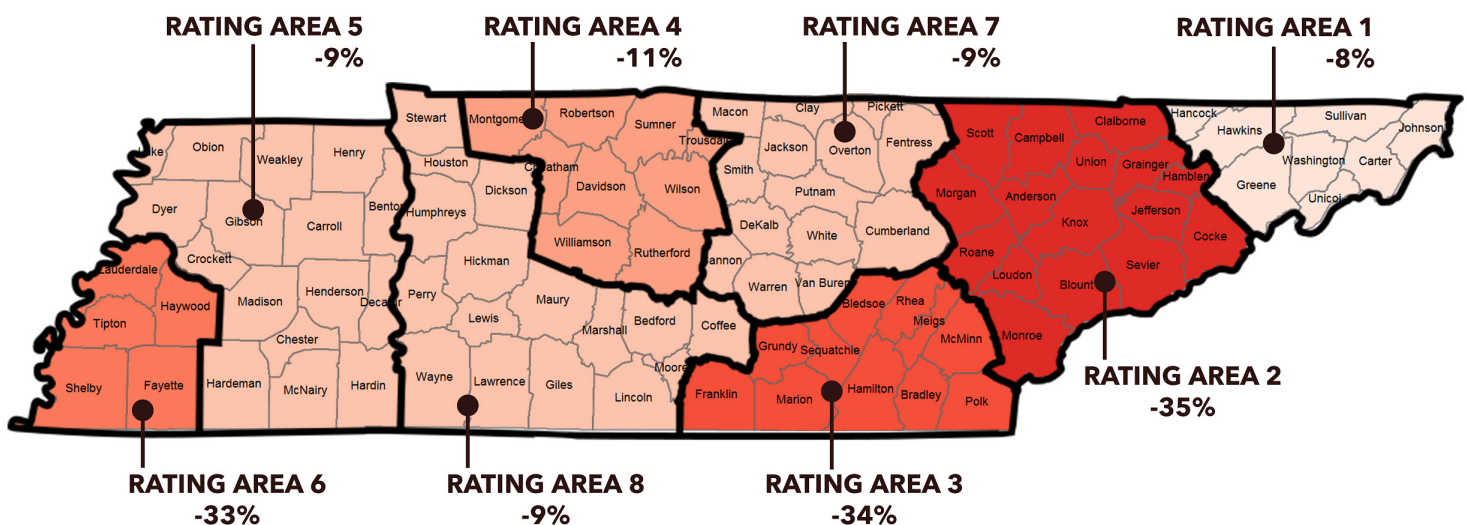 RATING AREA 5
-9%
RATING AREA 4
-11%
RATING AREA 7
-9%
RATING AREA 1
-8%
Obion
Weakley
Henry
Dyer
Gibson
Carroll
Benton
Crockett
Madison
Henderson
Decatur
Chester
Hardeman
McNairy
Hardin
Lauderdale
Haywood
Tipton
Shelby
Fayette
Stewart
Houston
Dickson
Humphreys
Hickman
Perry
Lewis
Maury
Marshall
Bedford
Coffee
Moore
Wayne
Lawrence
Giles
Lincoln
Robertson
Sumner
Davidson
Wilson
Williamson
Rutherford
Macon
Clay
Pickett
Jackson
Overton
Fentress
Smith
Putnam
DeKalb
White
Cumberland
Warren
Van Buren
Bledsoe
Rhea
Meigs
McMinn
Grundy
Sequatchie
Franklin
Marion
Hamilton
Bradley
Polk
Scott
Campbell
Claiborne
Union
Grainger
Hamblen
Morgan
Anderson
Knox
Jefferson
Cocke
Roane
Loudon
Blount
Sevier
Monroe
Hancock
Hawkins
Sullivan
Johnson
Washington
Carter
Greene
Unicoi
RATING AREA 6
-33%
RATING AREA 8
-9%
RATING AREA 3
-34%
RATING AREA 2
-35%